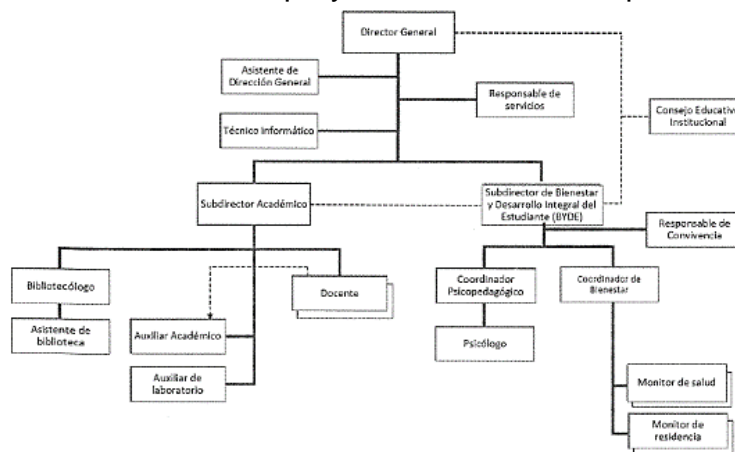 Director General
Asistente de
Dirección General
Responsable de
servicios
Consejo Educativo
Institucional
Técnico Informático
Subdirector Académico
Subdirector de Bienestar
y Desarrollo Integral del
Estudiante (BYDE)
Responsable de
Convivencia
Bibliotecólogo
Docente
Coordinador
Psicopedagógico
Coordinador de
Bienestar
Asistente de
biblioteca
Auxiliar Académico
Psicólogo
Auxiliar de
laboratorio
Monitor de salud
Monitor de
residencia